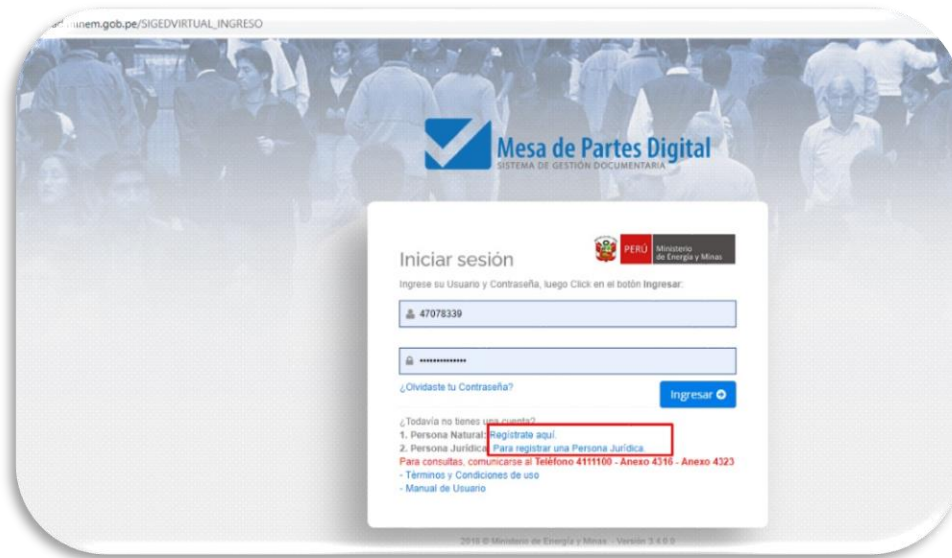 minem.gob.pe/SIGEDVIRTUAL_INGRESO
Mesa de Partes Digital
SISTEMA DE GESTIÓN DOCUMENTARIA
Iniciar sesión
PERÚ
Ministerio
de Energía y Minas
Ingrese su Usuario y Contraseña, luego Click en el botón Ingresar:
47078339
••••••••••••••
¿Olvidaste tu Contraseña?
Ingresar
¿Todavía no tienes una cuenta?
1. Persona Natural: Regístrate aquí.
2. Persona Jurídica: Para registrar una Persona Jurídica.
Para consultas, comunicarse al Teléfono 4111100 - Anexo 4316 - Anexo 4323
- Términos y Condiciones de uso
- Manual de Usuario
© Ministerio de Energía y Minas - Versión 3.4.0.0